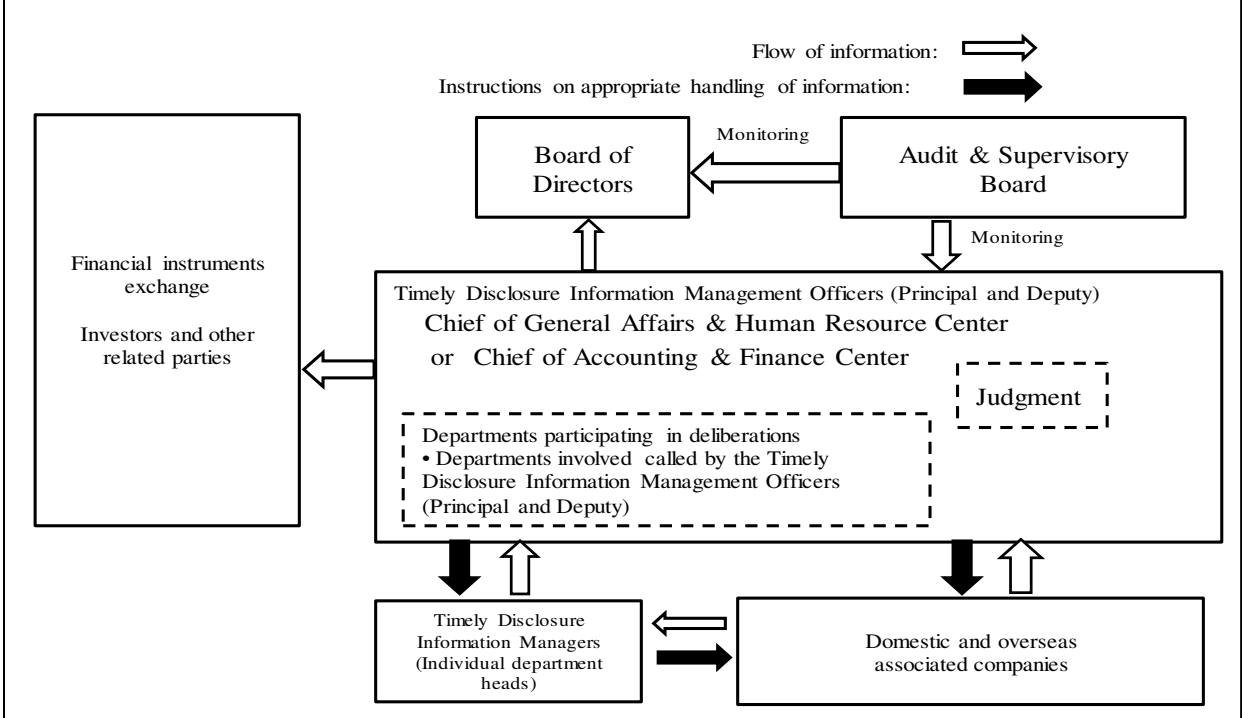 Flow of information:
Instructions on appropriate handling of information:
Board of
Directors
Monitoring
Audit & Supervisory
Board
Monitoring
Financial instruments
exchange
Investors and other
related parties
Timely Disclosure Information Management Officers (Principal and Deputy)
Chief of General Affairs & Human Resource Center
or Chief of Accounting & Finance Center
Judgment
Departments participating in deliberations
• Departments involved called by the Timely
Disclosure Information Management Officers
(Principal and Deputy)
Timely Disclosure
Information Managers
(Individual department
heads)
Domestic and overseas
associated companies